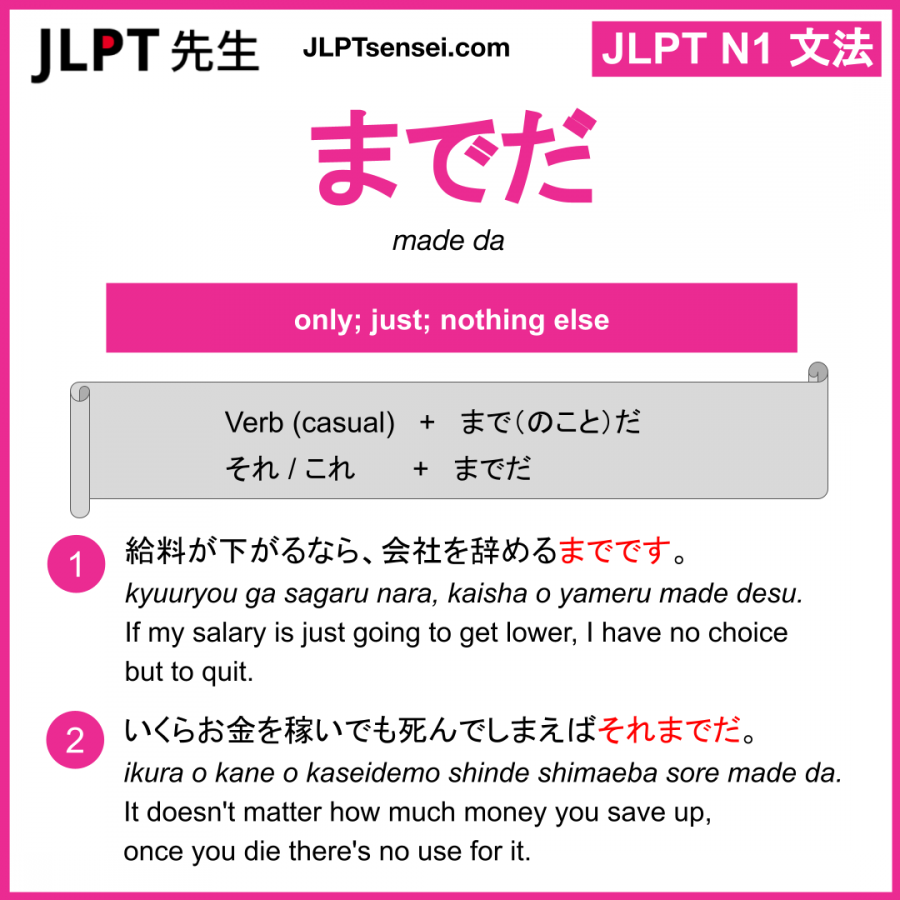 JLPT 先生
JLPTsensei.com
JLPT N1 文法
までだ
made da
only; just; nothing else
Verb (casual) + まで（のこと）だ
それ / これ + までだ
1 給料が下がるなら、会社を辞めるまでです。
kyuuryou ga sagaru nara, kaisha o yameru made desu.
If my salary is just going to get lower, I have no choice
but to quit.
2 いくらお金を稼いでも死んでしまえばそれまでだ。
ikura o kane o kaseidemo shinde shimaeba sore made da.
It doesn't matter how much money you save up,
once you die there's no use for it.